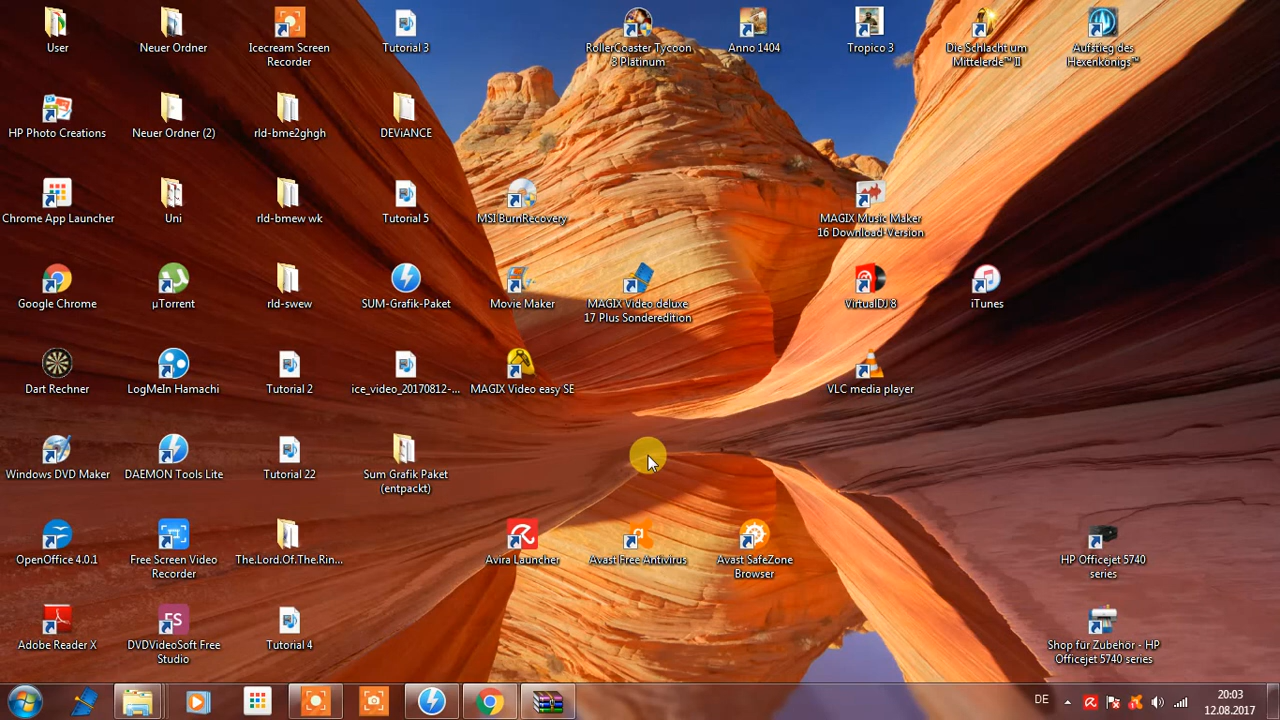 User
Neuer Ordner
Icecream Screen
Recorder
Tutorial 3
RollerCoaster Tycoon
3 Platinum
Anno 1404
Tropico 3
Die Schlacht um
Mittelerde™ II
Aufstieg des
Hexenkönigs™
HP Photo Creations
Neuer Ordner (2)
rld-bme2ghgh
DEViANCE
Chrome App Launcher
Uni
rld-bmew wk
Tutorial 5
MSI BurnRecovery
MAGIX Music Maker
16 Download-Version
Google Chrome
µTorrent
rld-swew
SUM-Grafik-Paket
Movie Maker
MAGIX Video deluxe
17 Plus Sonderedition
VirtualDJ 8
iTunes
Dart Rechner
LogMeIn Hamachi
Tutorial 2
ice_video_20170812-...
MAGIX Video easy SE
VLC media player
Windows DVD Maker
DAEMON Tools Lite
Tutorial 22
Sum Grafik Paket
(entpackt)
OpenOffice 4.0.1
Free Screen Video
Recorder
The.Lord.Of.The.Rin...
Avira Launcher
Avast Free Antivirus
Avast SafeZone
Browser
HP Officejet 5740
series
Adobe Reader X
FS
DVDVideoSoft Free
Studio
Tutorial 4
Shop für Zubehör - HP
Officejet 5740 series
DE
20:03
12.08.2017